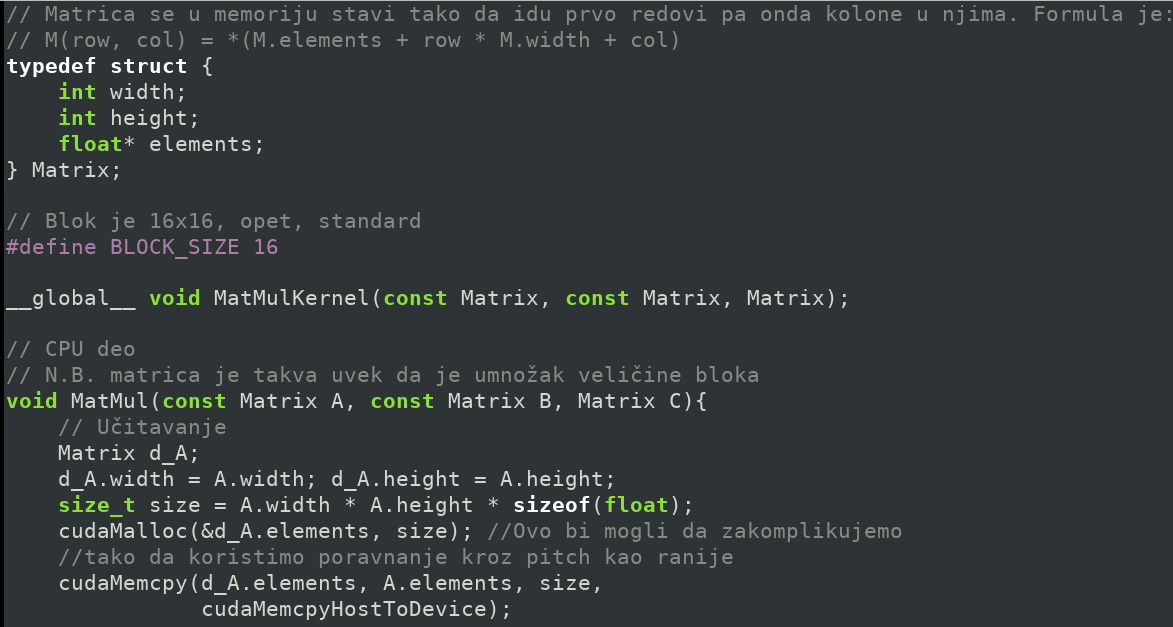 // Matrica se u memoriju stavi tako da idu prvo redovi pa onda kolone u njima. Formula je:
// M(row, col) = *(M.elements + row * M.width + col)
typedef struct {
    int width;
    int height;
    float* elements;
} Matrix;

// Blok je 16x16, opet, standard
#define BLOCK_SIZE 16

__global__ void MatMulKernel(const Matrix, const Matrix, Matrix);

// CPU deo
// N.B. matrica je takva uvek da je umnožak veličine bloka
void MatMul(const Matrix A, const Matrix B, Matrix C){
    // Učitavanje
    Matrix d_A;
    d_A.width = A.width; d_A.height = A.height;
    size_t size = A.width * A.height * sizeof(float);
    cudaMalloc(&d_A.elements, size); //Ovo bi mogli da zakomplikujemo
    //tako da koristimo poravnanje kroz pitch kao ranije
    cudaMemcpy(d_A.elements, A.elements, size,
               cudaMemcpyHostToDevice);